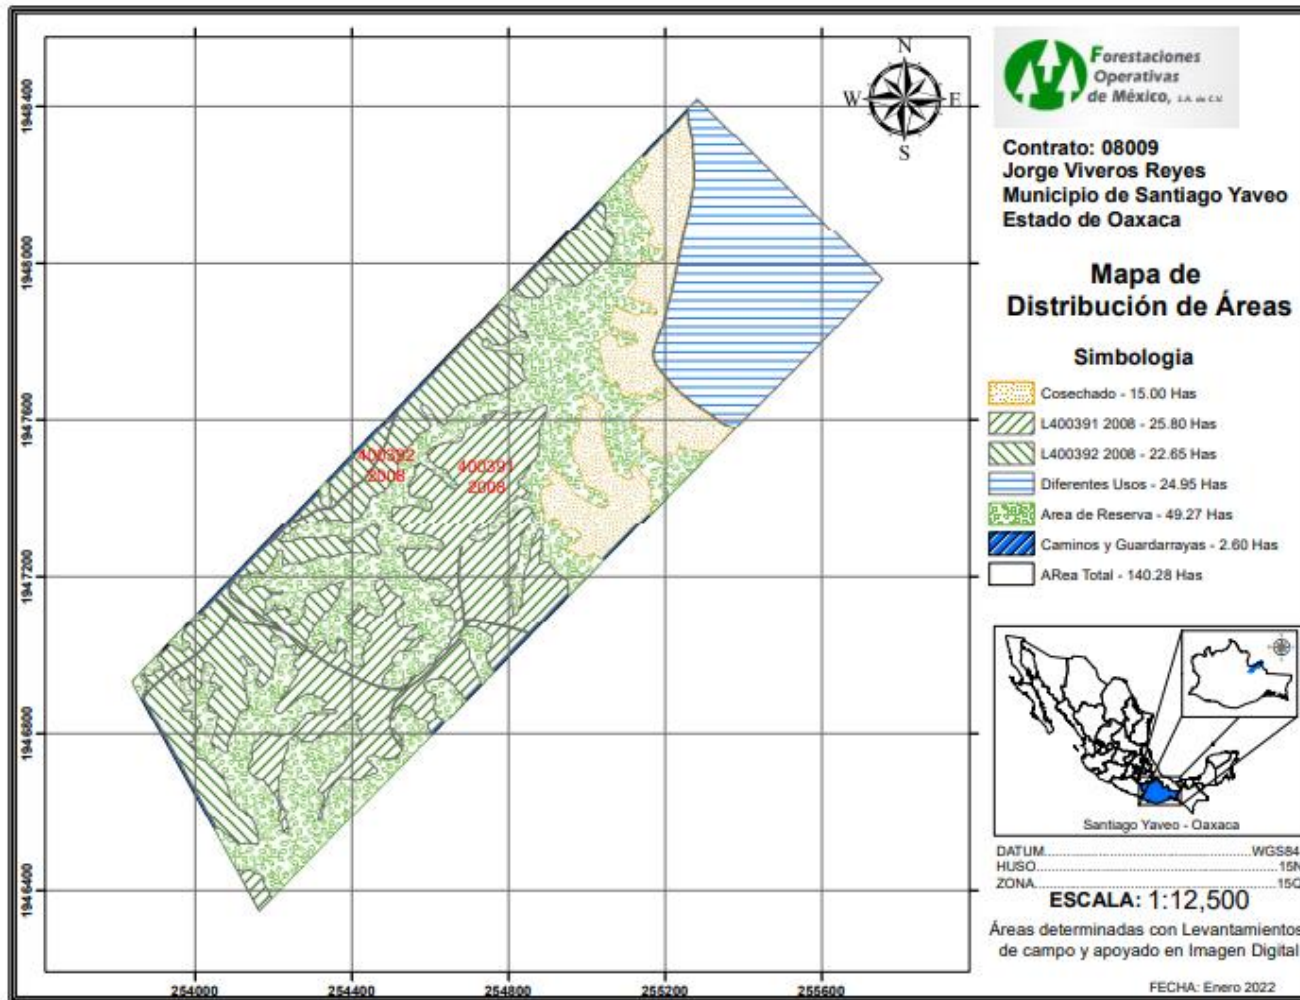 N
W
E
S
1948400
1948000
1947600
1947200
1946800
1946400
254000
254400
254800
255200
255600
400392
2008
400391
2008
Forestaciones
Operativas
de México, S.A. de C.V.
Contrato: 08009
Jorge Viveros Reyes
Municipio de Santiago Yaveo
Estado de Oaxaca
Mapa de
Distribución de Áreas
Simbologia
Cosechado - 15.00 Has
L400391 2008 - 25.80 Has
L400392 2008 - 22.65 Has
Diferentes Usos - 24.95 Has
Area de Reserva - 49.27 Has
Caminos y Guardarrayas - 2.60 Has
ARea Total - 140.28 Has
Santiago Yaveo - Oaxaca
DATUM......................................................WGS84
HUSO..........................................................15N
ZONA..........................................................15Q
ESCALA: 1:12,500
Áreas determinadas con Levantamientos
de campo y apoyado en Imagen Digital
FECHA: Enero 2022